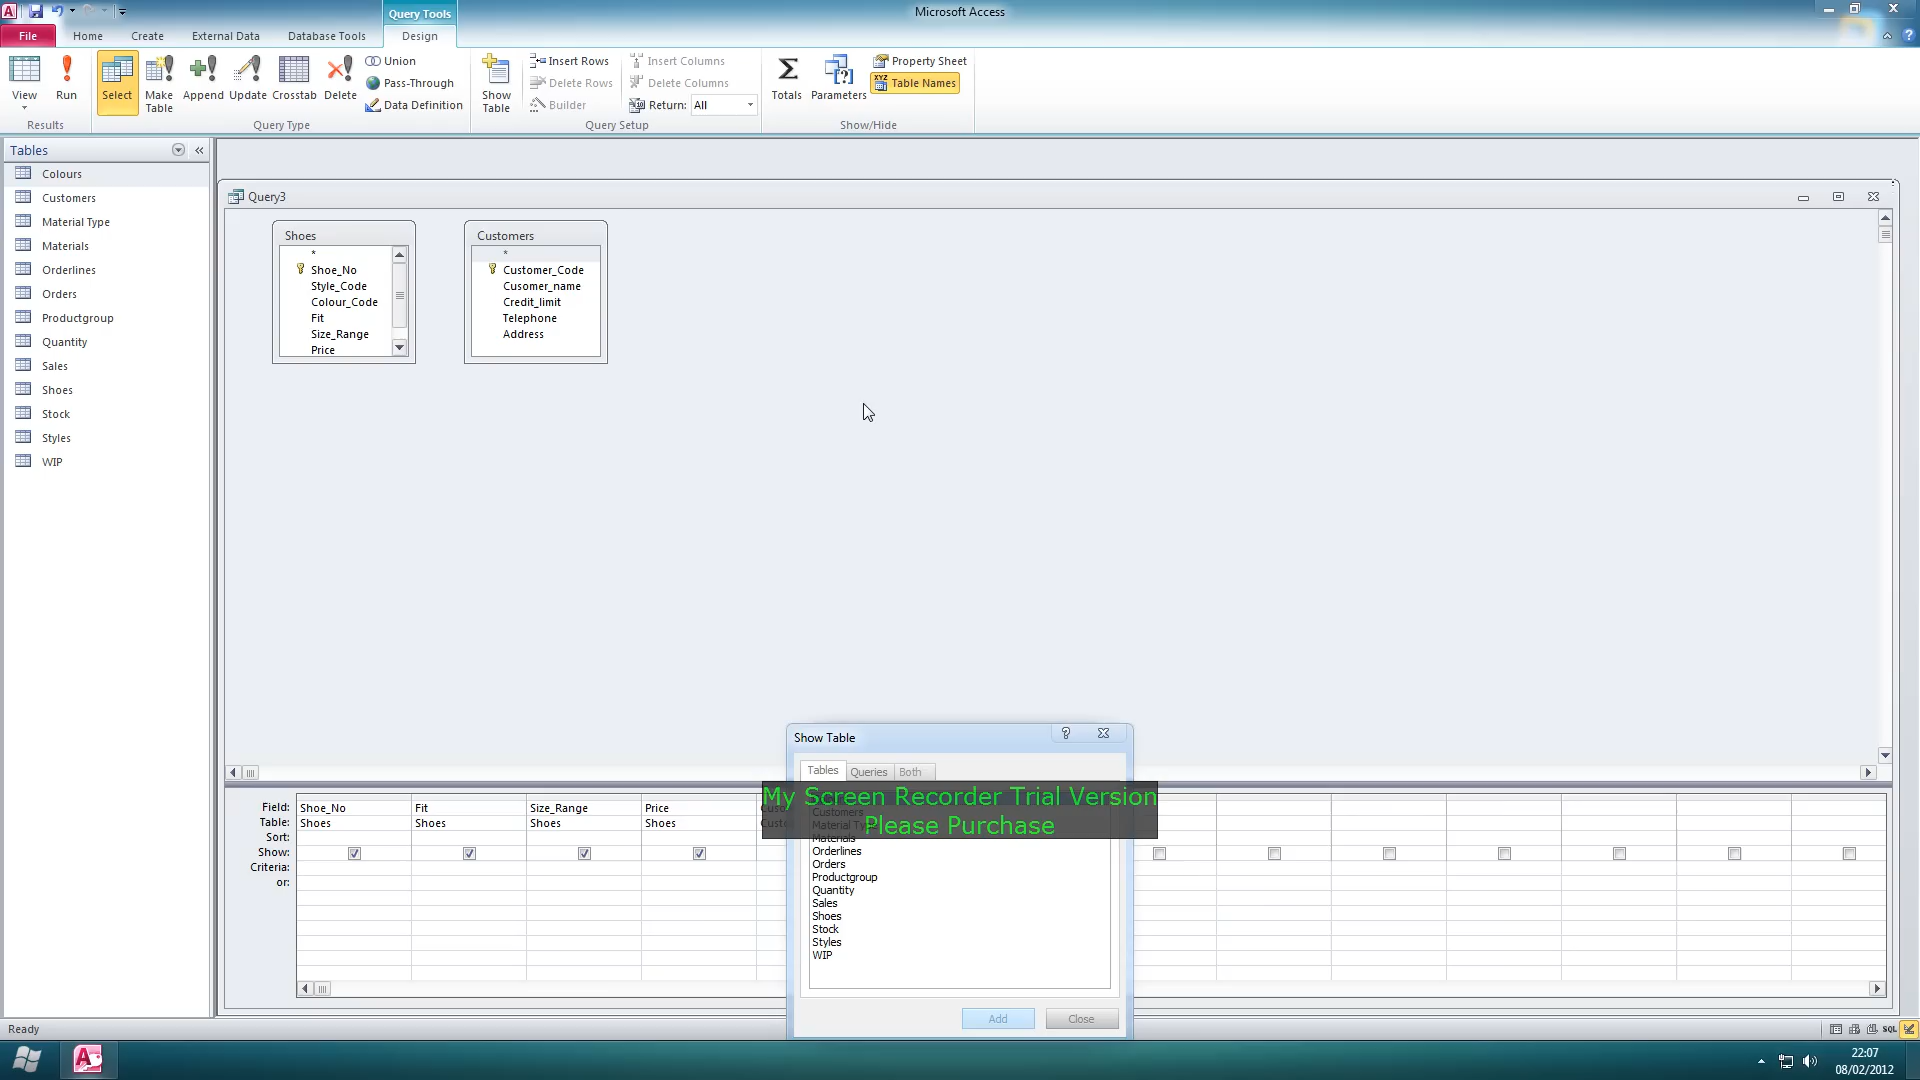 Query Tools
Microsoft Access
File Home Create External Data Database Tools Design
View Run Select Make Table Append Update Crosstab Delete
Union
Pass-Through
Data Definition
Show Table
Insert Rows
Delete Rows
Builder
Insert Columns
Delete Columns
Return: All
Totals Parameters
Property Sheet
Table Names
Results Query Type Query Setup Show/Hide
Tables
Colours
Customers
Material Type
Materials
Orderlines
Orders
Productgroup
Quantity
Sales
Shoes
Stock
Styles
WIP
Query3
Shoes
*
Shoe_No
Style_Code
Colour_Code
Fit
Size_Range
Price
Customers
*
Customer_Code
Cusomer_name
Credit_limit
Telephone
Address
Field: Shoe_No Fit Size_Range Price
Table: Shoes Shoes Shoes Shoes
Sort:
Show:
Criteria:
or:
Show Table
Tables Queries Both
My Screen Recorder Trial Version
Please Purchase
Customers
Material Type
Materials
Orderlines
Orders
Productgroup
Quantity
Sales
Shoes
Stock
Styles
WIP
Add Close
Ready
SQL
22:07
08/02/2012